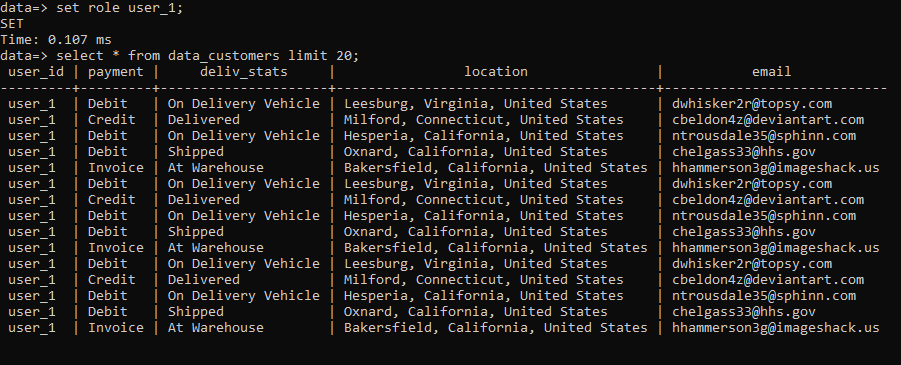 data=> set role user_1;
SET
Time: 0.107 ms
data=> select * from data_customers limit 20;
 user_id | payment |     deliv_stats     |                location                 |           email
---------+---------+---------------------+-----------------------------------------+---------------------------
 user_1  | Debit   | On Delivery Vehicle | Leesburg, Virginia, United States       | dwhisker2r@topsy.com
 user_1  | Credit  | Delivered           | Milford, Connecticut, United States     | cbeldon4z@deviantart.com
 user_1  | Debit   | On Delivery Vehicle | Hesperia, California, United States     | ntrousdale35@sphinn.com
 user_1  | Debit   | Shipped             | Oxnard, California, United States       | chelgass33@hhs.gov
 user_1  | Invoice | At Warehouse        | Bakersfield, California, United States | hhammerson3g@imageshack.us
 user_1  | Debit   | On Delivery Vehicle | Leesburg, Virginia, United States       | dwhisker2r@topsy.com
 user_1  | Credit  | Delivered           | Milford, Connecticut, United States     | cbeldon4z@deviantart.com
 user_1  | Debit   | On Delivery Vehicle | Hesperia, California, United States     | ntrousdale35@sphinn.com
 user_1  | Debit   | Shipped             | Oxnard, California, United States       | chelgass33@hhs.gov
 user_1  | Invoice | At Warehouse        | Bakersfield, California, United States | hhammerson3g@imageshack.us
 user_1  | Debit   | On Delivery Vehicle | Leesburg, Virginia, United States       | dwhisker2r@topsy.com
 user_1  | Credit  | Delivered           | Milford, Connecticut, United States     | cbeldon4z@deviantart.com
 user_1  | Debit   | On Delivery Vehicle | Hesperia, California, United States     | ntrousdale35@sphinn.com
 user_1  | Debit   | Shipped             | Oxnard, California, United States       | chelgass33@hhs.gov
 user_1  | Invoice | At Warehouse        | Bakersfield, California, United States | hhammerson3g@imageshack.us